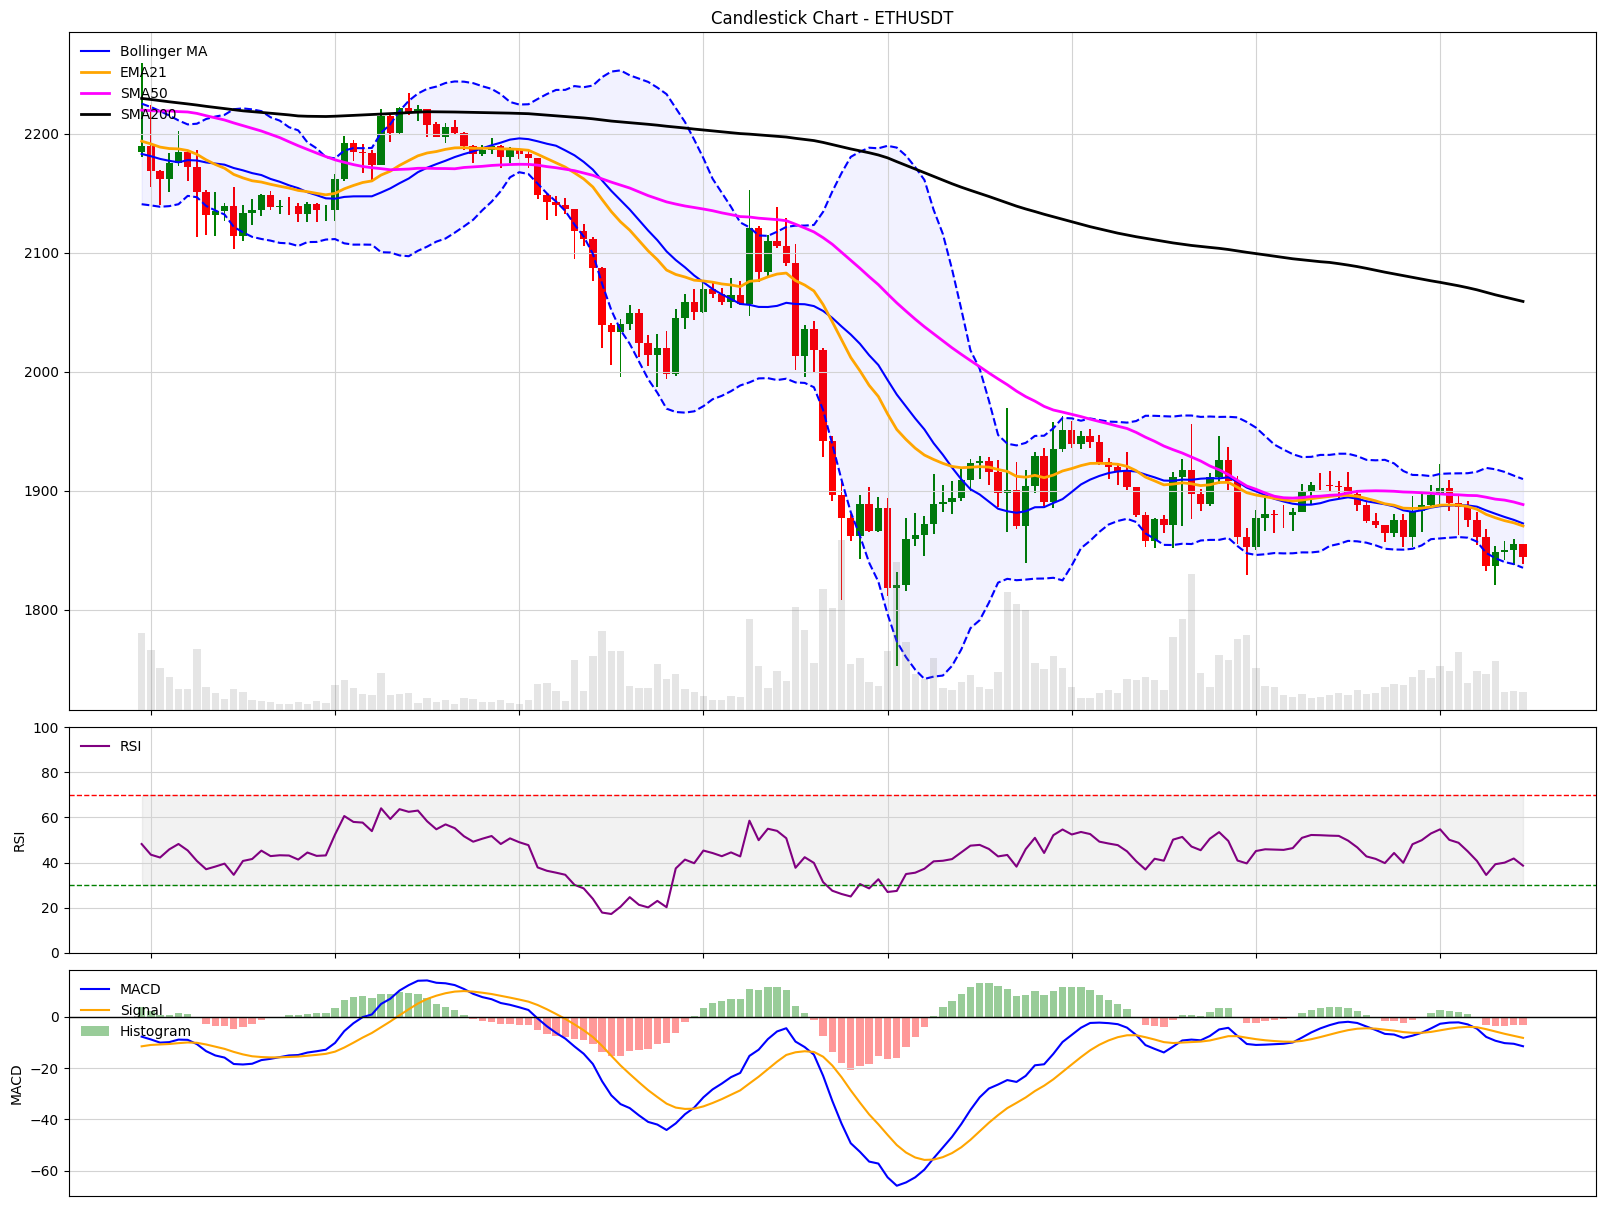 Candlestick Chart - ETHUSDT
Bollinger MA
EMA21
SMA50
SMA200
2200
2100
2000
1900
1800
RSI
100
80
60
40
20
0
RSI
MACD
Signal
Histogram
0
−20
−40
−60
MACD